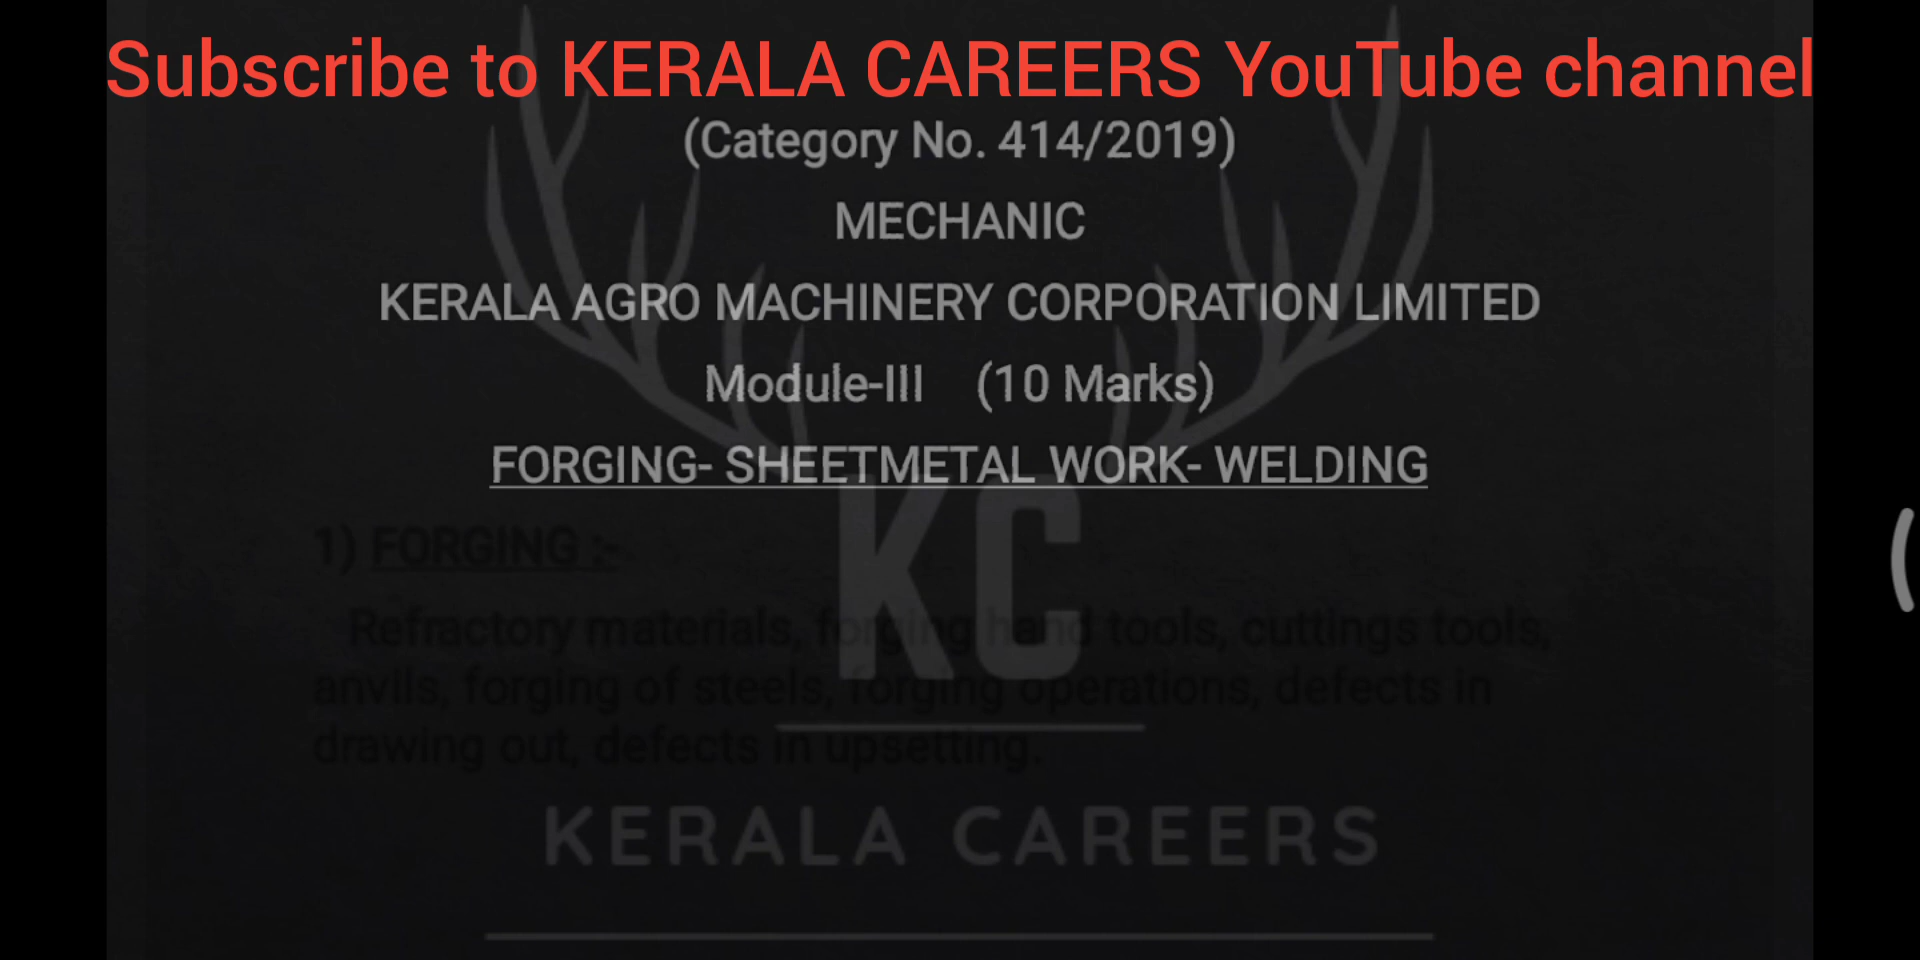 Subscribe to KERALA CAREERS YouTube channel
(Category No. 414/2019)
MECHANIC
KERALA AGRO MACHINERY CORPORATION LIMITED
Module-III (10 Marks)
FORGING- SHEETMETAL WORK- WELDING
1) FORGING :-
Refractory materials, forging hand tools, cuttings tools,
anvils, forging of steels, forging operations, defects in
drawing out, defects in upsetting.
KC
KERALA CAREERS